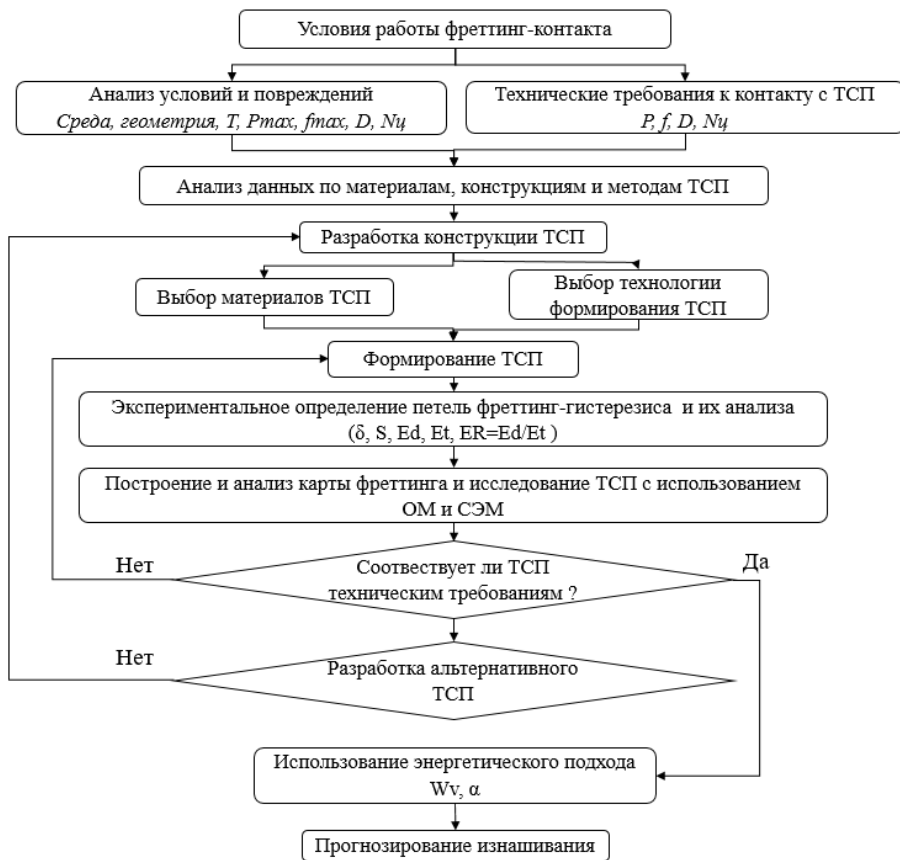 Условия работы фреттинг-контакта
Анализ условий и повреждений
Среда, геометрия, T, Pmax, fmax, D, Nц
Технические требования к контакту с ТСП
P, f, D, Nц
Анализ данных по материалам, конструкциям и методам ТСП
Разработка конструкции ТСП
Выбор материалов ТСП
Выбор технологии
формирования ТСП
Формирование ТСП
Экспериментальное определение петель фреттинг-гистерезиса и их анализа
(δ, S, Ed, Et, ER=Ed/Et )
Построение и анализ карты фреттинга и исследование ТСП с использованием
ОМ и СЭМ
Нет
Соотвествует ли ТСП
техническим требованиям ?
Да
Нет
Разработка альтернативного
ТСП
Использование энергетического подхода
Wv, α
Прогнозирование изнашивания